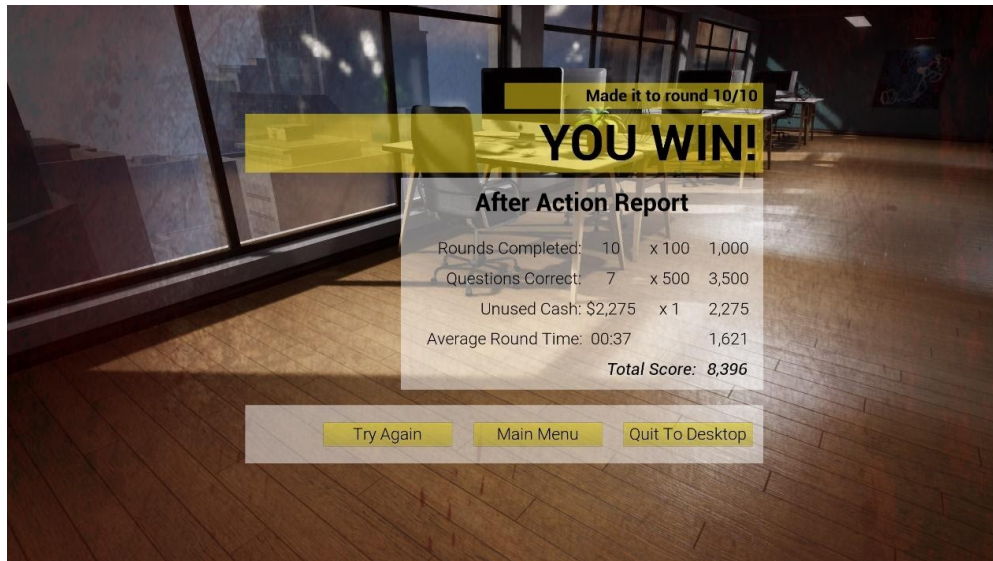 Made it to round 10/10
YOU WIN!
After Action Report
Rounds Completed: 10 x 100 1,000
Questions Correct: 7 x 500 3,500
Unused Cash: $2,275 x 1 2,275
Average Round Time: 00:37 1,621
Total Score: 8,396
Try Again Main Menu Quit To Desktop